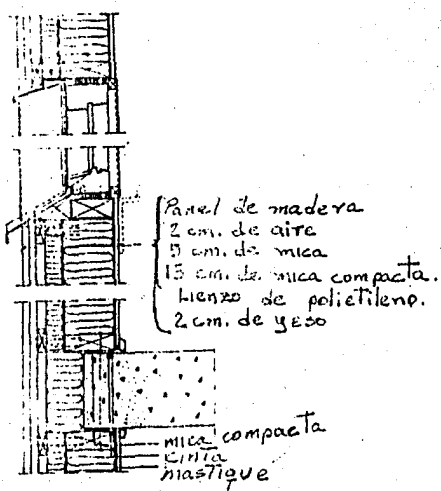 Panel de madera
2 cm. de aire
5 cm. de mica
15 cm. de mica compacta.
Lienzo de polietileno.
2 cm. de yeso
mica compacta
cinta
mastique